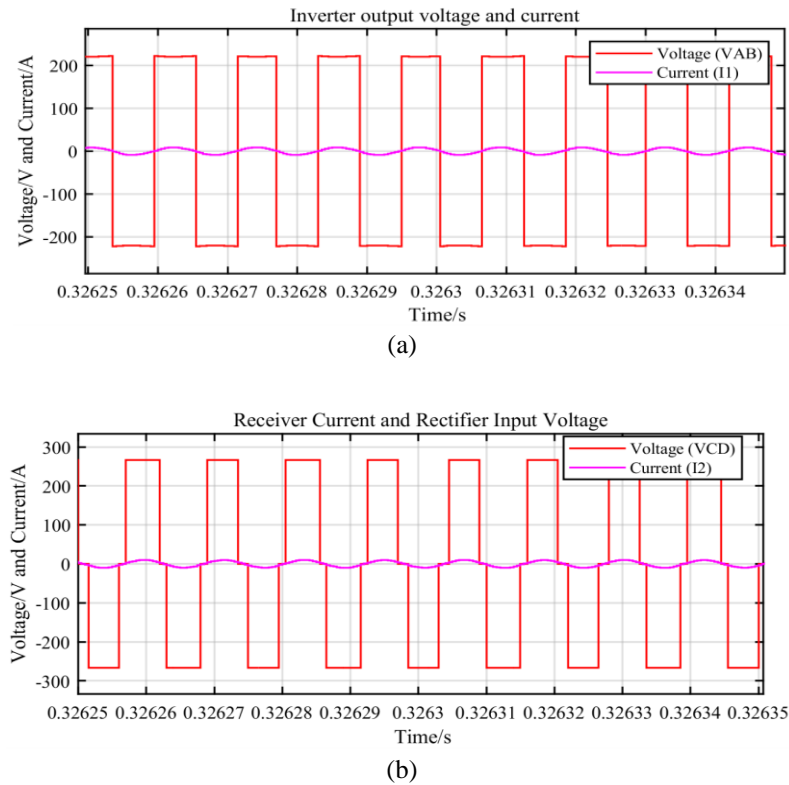 Inverter output voltage and current
Voltage/V and Current/A
200
100
0
-100
-200
Voltage (VAB)
Current (I1)
0.32625 0.32626 0.32627 0.32628 0.32629 0.3263 0.32631 0.32632 0.32633 0.32634
Time/s
(a)
Receiver Current and Rectifier Input Voltage
Voltage/V and Current/A
300
200
100
0
-100
-200
-300
Voltage (VCD)
Current (I2)
0.32625 0.32626 0.32627 0.32628 0.32629 0.3263 0.32631 0.32632 0.32633 0.32634 0.32635
Time/s
(b)